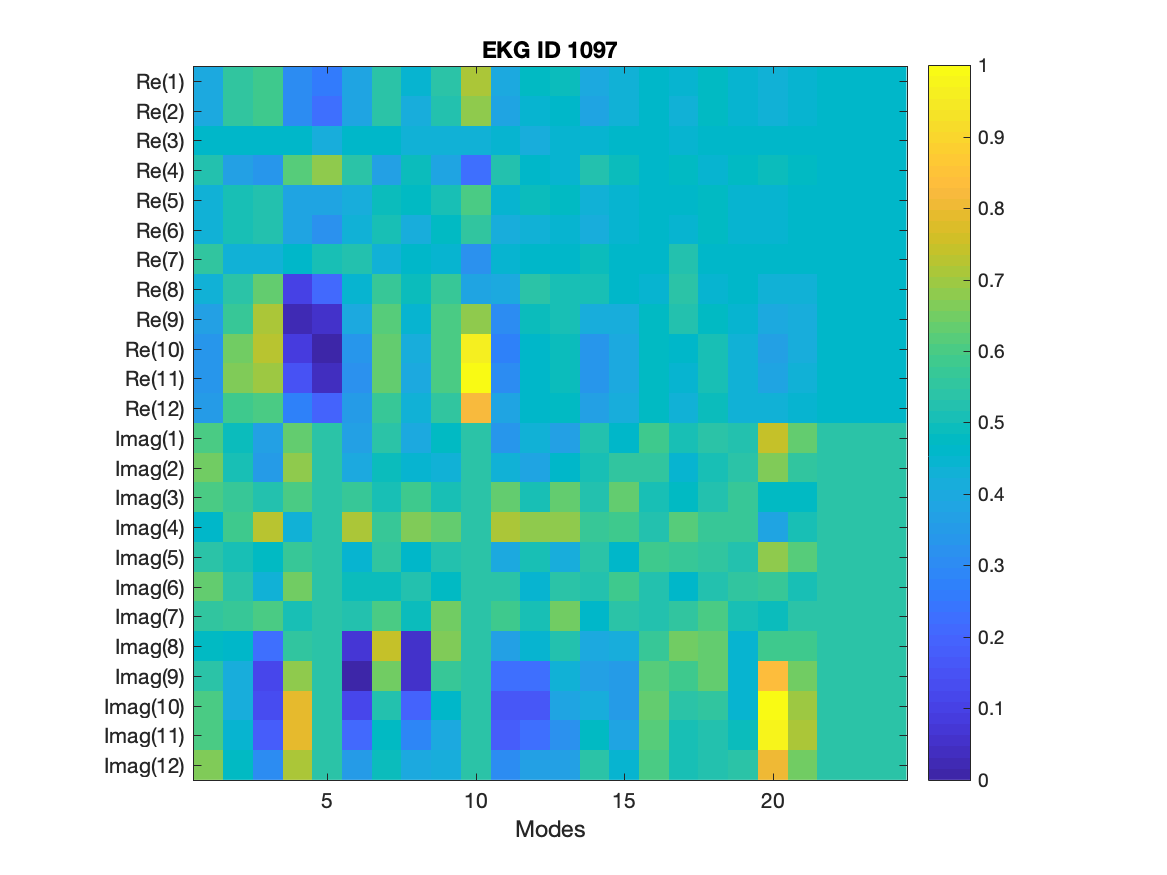 EKG ID 1097
Re(1)
Re(2)
Re(3)
Re(4)
Re(5)
Re(6)
Re(7)
Re(8)
Re(9)
Re(10)
Re(11)
Re(12)
Imag(1)
Imag(2)
Imag(3)
Imag(4)
Imag(5)
Imag(6)
Imag(7)
Imag(8)
Imag(9)
Imag(10)
Imag(11)
Imag(12)
5 10 15 20
Modes
1
0.9
0.8
0.7
0.6
0.5
0.4
0.3
0.2
0.1
0